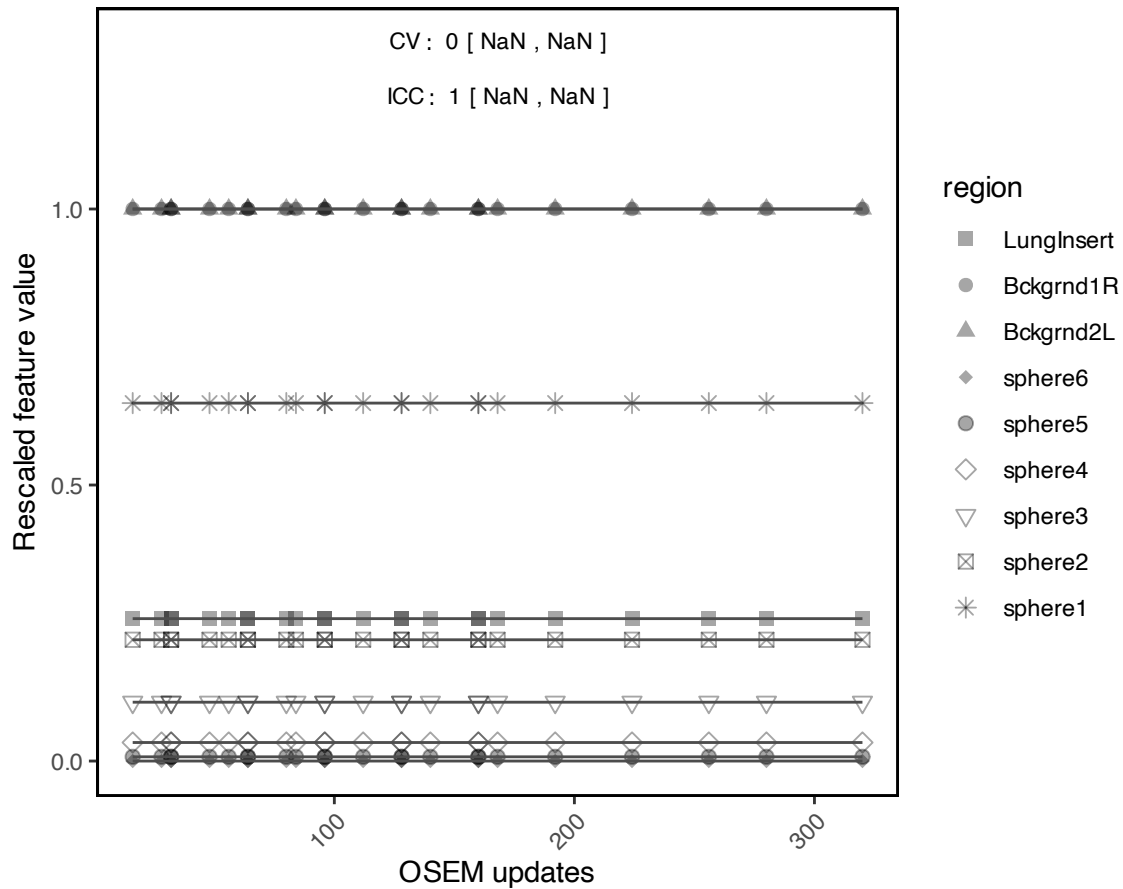 CV : 0 [ NaN , NaN ]
ICC : 1 [ NaN , NaN ]
1.0
0.5
0.0
Rescaled feature value
100
200
300
OSEM updates
region
LungInsert
Bckgrnd1R
Bckgrnd2L
sphere6
sphere5
sphere4
sphere3
sphere2
sphere1